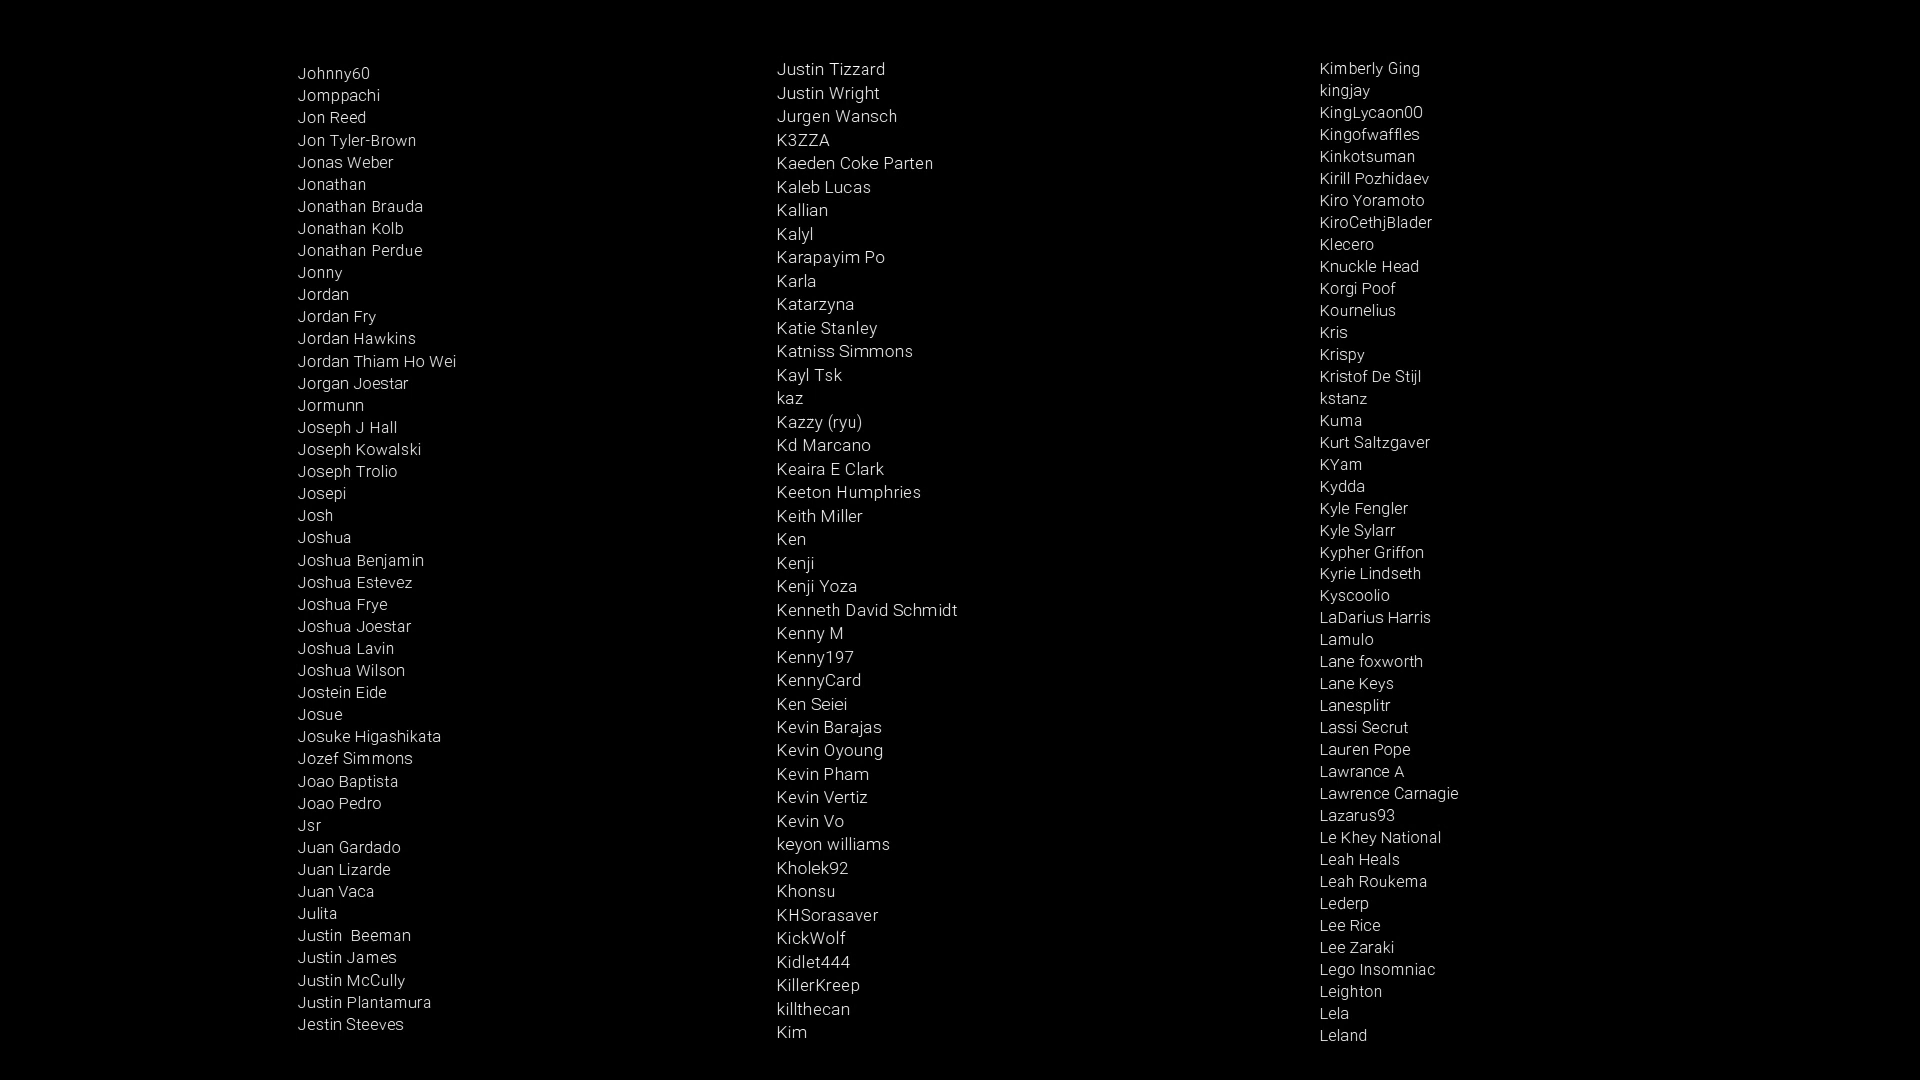 Johnny60
Jomppachi
Jon Reed
Jon Tyler-Brown
Jonas Weber
Jonathan
Jonathan Brauda
Jonathan Kolb
Jonathan Perdue
Jonny
Jordan
Jordan Fry
Jordan Hawkins
Jordan Thiam Ho Wei
Jorgan Joestar
Jormunn
Joseph J Hall
Joseph Kowalski
Joseph Trolio
Josepi
Josh
Joshua
Joshua Benjamin
Joshua Estevez
Joshua Frye
Joshua Joestar
Joshua Lavin
Joshua Wilson
Jostein Eide
Josue
Josuke Higashikata
Jozef Simmons
Joao Baptista
Joao Pedro
Jsr
Juan Gardado
Juan Lizarde
Juan Vaca
Julita
Justin  Beeman
Justin James
Justin McCully
Justin Plantamura
Jestin Steeves
Justin Tizzard
Justin Wright
Jurgen Wansch
K3ZZA
Kaeden Coke Parten
Kaleb Lucas
Kallian
Kalyl
Karapayim Po
Karla
Katarzyna
Katie Stanley
Katniss Simmons
Kayl Tsk
kaz
Kazzy (ryu)
Kd Marcano
Keaira E Clark
Keeton Humphries
Keith Miller
Ken
Kenji
Kenji Yoza
Kenneth David Schmidt
Kenny M
Kenny197
KennyCard
Ken Seiei
Kevin Barajas
Kevin Oyoung
Kevin Pham
Kevin Vertiz
Kevin Vo
keyon williams
Kholek92
Khonsu
KHSorasaver
KickWolf
Kidlet444
KillerKreep
killthecan
Kim
Kimberly Ging
kingjay
KingLycaon00
Kingofwaffles
Kinkotsuman
Kirill Pozhidaev
Kiro Yoramoto
KiroCethjBlader
Klecero
Knuckle Head
Korgi Poof
Kournelius
Kris
Krispy
Kristof De Stijl
kstanz
Kuma
Kurt Saltzgaver
KYam
Kydda
Kyle Fengler
Kyle Sylarr
Kypher Griffon
Kyrie Lindseth
Kyscoolio
LaDarius Harris
Lamulo
Lane foxworth
Lane Keys
Lanesplitr
Lassi Secrut
Lauren Pope
Lawrance A
Lawrence Carnagie
Lazarus93
Le Khey National
Leah Heals
Leah Roukema
Lederp
Lee Rice
Lee Zaraki
Lego Insomniac
Leighton
Lela
Leland